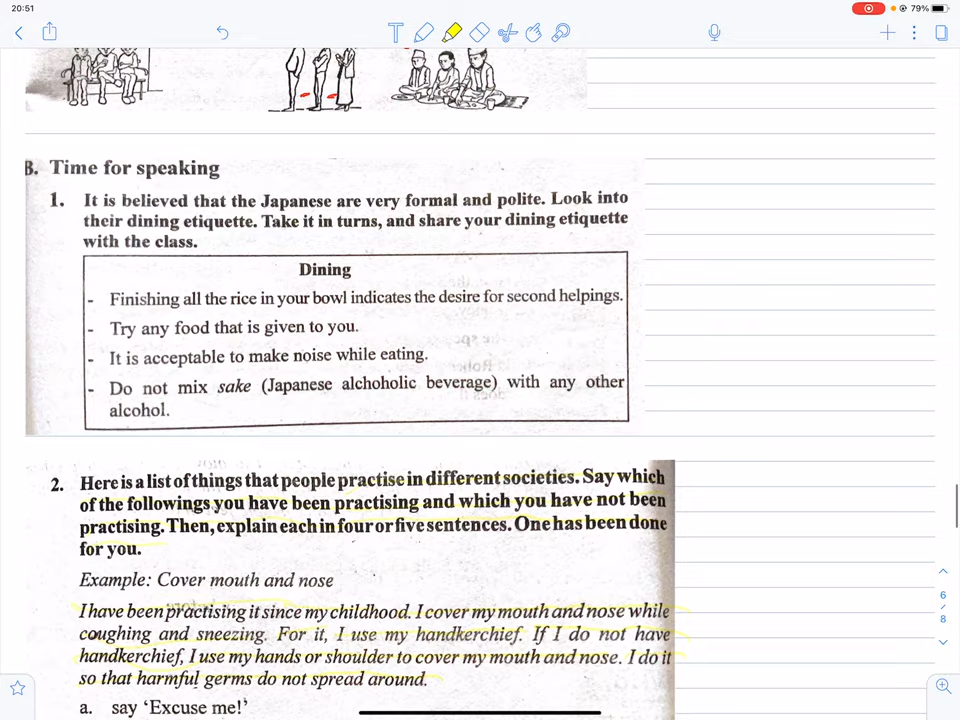 20:51
79%
T
B. Time for speaking
1. It is believed that the Japanese are very formal and polite. Look into
their dining etiquette. Take it in turns, and share your dining etiquette
with the class.
Dining
- Finishing all the rice in your bowl indicates the desire for second helpings.
- Try any food that is given to you.
- It is acceptable to make noise while eating.
- Do not mix sake (Japanese alchoholic beverage) with any other
alcohol.
2. Here is a list of things that people practise in different societies. Say which
of the followings you have been practising and which you have not been
practising. Then, explain each in four or five sentences. One has been done
for you.
Example: Cover mouth and nose
I have been practising it since my childhood. I cover my mouth and nose while
coughing and sneezing. For it, I use my handkerchief. If I do not have
handkerchief, I use my hands or shoulder to cover my mouth and nose. I do it
so that harmful germs do not spread around.
a. say ‘Excuse me!’
6
/
8